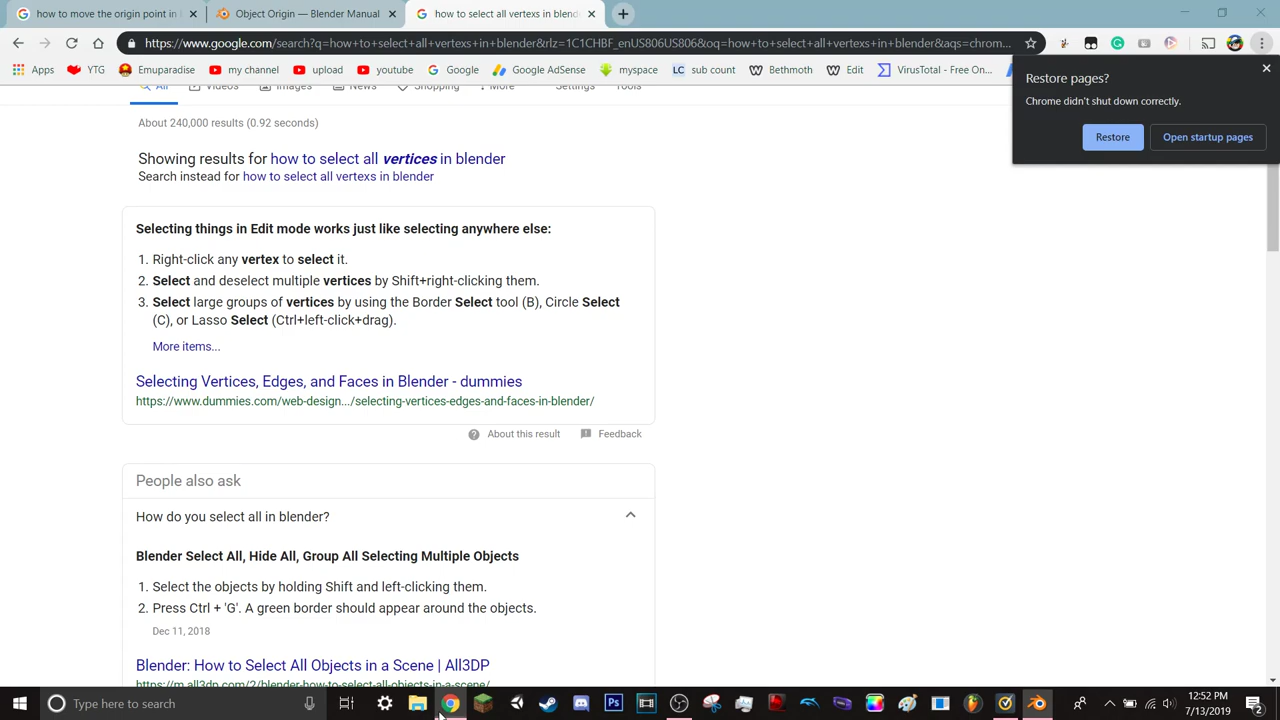 how to move the origin point in
Object Origin — Blender Manual
how to select all vertexs in blend
https://www.google.com/search?q=how+to+select+all+vertexs+in+blender&rlz=1C1CHBF_enUS806US806&oq=how+to+select+all+vertexs+in+blender&aqs=chrom...
Apps YTG Emuparadise my channel upload youtube Google Google AdSense myspace sub count Bethmoth Edit VirusTotal - Free On...
Restore pages?
Chrome didn't shut down correctly.
Restore Open startup pages
All Videos Images News Shopping More Settings Tools
About 240,000 results (0.92 seconds)
Showing results for how to select all vertices in blender
Search instead for how to select all vertexs in blender
Selecting things in Edit mode works just like selecting anywhere else:
1. Right-click any vertex to select it.
2. Select and deselect multiple vertices by Shift+right-clicking them.
3. Select large groups of vertices by using the Border Select tool (B), Circle Select
(C), or Lasso Select (Ctrl+left-click+drag).
More items...
Selecting Vertices, Edges, and Faces in Blender - dummies
https://www.dummies.com/web-design.../selecting-vertices-edges-and-faces-in-blender/
About this result Feedback
People also ask
How do you select all in blender?
Blender Select All, Hide All, Group All Selecting Multiple Objects
1. Select the objects by holding Shift and left-clicking them.
2. Press Ctrl + 'G'. A green border should appear around the objects.
Dec 11, 2018
Blender: How to Select All Objects in a Scene | All3DP
https://m.all3dp.com/2/blender-how-to-select-all-objects-in-a-scene/
Type here to search
12:52 PM
7/13/2019